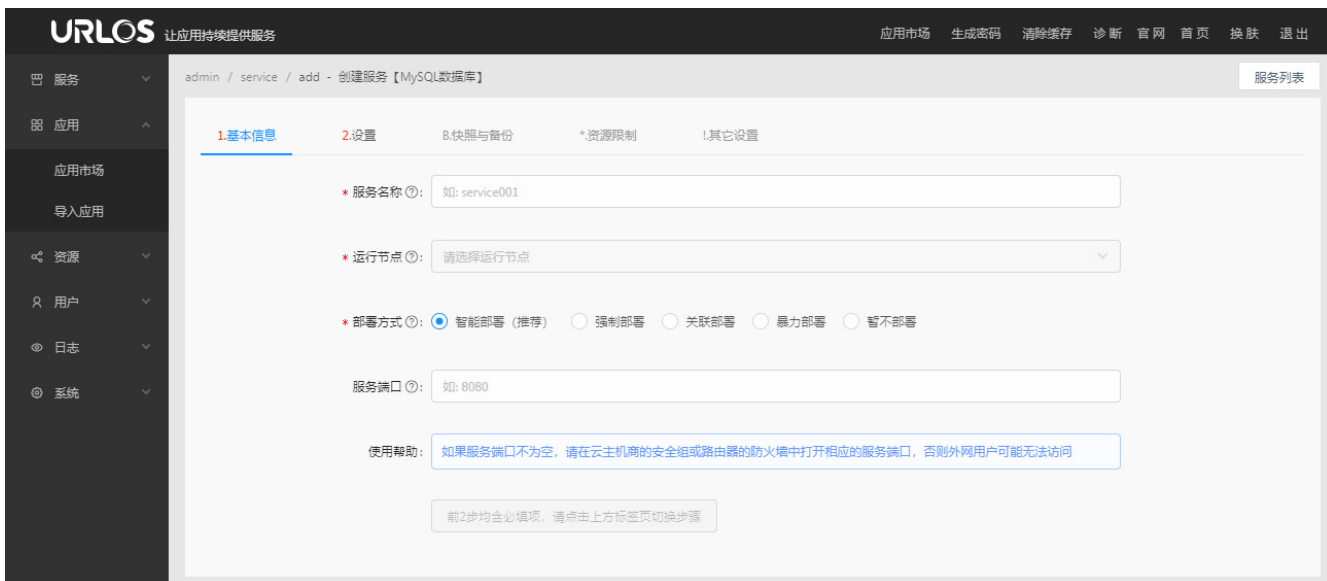 URLOS 让应用持续提供服务 应用市场 生成密码 清除缓存 诊断 官网 首页 换肤 退出
服务
应用
应用市场
导入应用
资源
用户
日志
系统
admin / service / add - 创建服务【MySQL数据库】 服务列表
1.基本信息 2.设置 B.快照与备份 *.资源限制 !.其它设置
* 服务名称 ?: 如: service001
* 运行节点 ?: 请选择运行节点
* 部署方式 ?: 智能部署 (推荐) 强制部署 关联部署 暴力部署 暂不部署
服务端口 ?: 如: 8080
使用帮助: 如果服务端口不为空，请在云主机商的安全组或路由器的防火墙中打开相应的服务端口，否则外网用户可能无法访问
前2步均含必填项，请点击上方标签页切换步骤